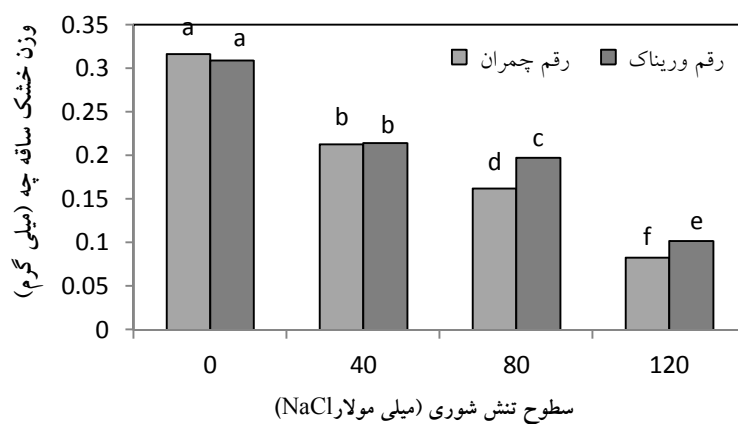 وزن خشک ساقه چه (میلی گرم)
0.35
0.3
0.25
0.2
0.15
0.1
0.05
0
a a
b b
d c
f e
رقم چمران رقم وریناک
0 40 80 120
سطوح تنش شوری (میلی مولارNaCl)